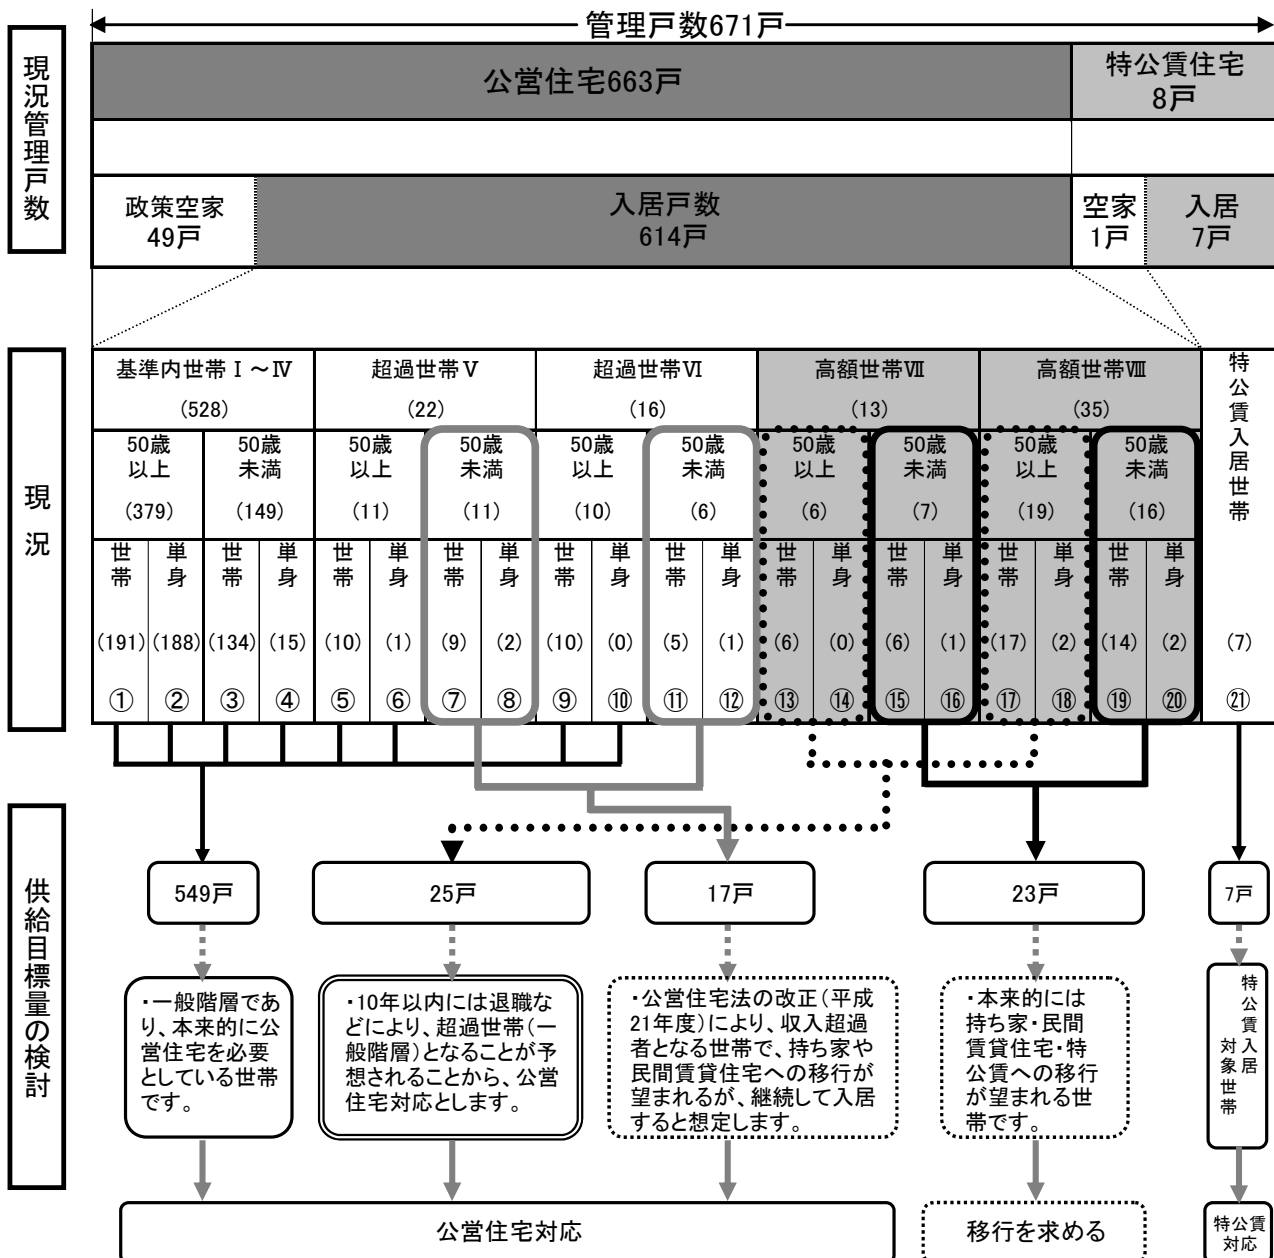 管理戸数671戸
現況管理戸数
公営住宅663戸
特公賃住宅
8戸
政策空家
49戸
入居戸数
614戸
空家
1戸
入居
7戸
現況
基準内世帯Ⅰ～Ⅳ
(528)
超過世帯Ⅴ
(22)
超過世帯Ⅵ
(16)
高額世帯Ⅶ
(13)
高額世帯Ⅷ
(35)
特公賃入居世帯
50歳
以上
(379)
50歳
未満
(149)
50歳
以上
(11)
50歳
未満
(11)
50歳
以上
(10)
50歳
未満
(6)
50歳
以上
(6)
50歳
未満
(7)
50歳
以上
(19)
50歳
未満
(16)
世帯
単身
世帯
単身
世帯
単身
世帯
単身
世帯
単身
世帯
単身
世帯
単身
世帯
単身
世帯
単身
世帯
単身
(191) (188) (134) (15) (10) (1) (9) (2) (10) (0) (5) (1) (6) (0) (6) (1) (17) (2) (14) (2) (7)
① ② ③ ④ ⑤ ⑥ ⑦ ⑧ ⑨ ⑩ ⑪ ⑫ ⑬ ⑭ ⑮ ⑯ ⑰ ⑱ ⑲ ⑳ ㉑
供給目標量の検討
549戸
25戸
17戸
23戸
7戸
・一般階層であ
り、本来的に公
営住宅を必要
としている世帯
です。
・10年以内には退職な
どにより、超過世帯（一
般階層）となることが予
想されることから、公営
住宅対応とします。
・公営住宅法の改正（平成
21年度）により、収入超過
者となる世帯で、持ち家や
民間賃貸住宅への移行が
望まれるが、継続して入居
すると想定します。
・本来的には
持ち家・民間
賃貸住宅・特
公賃への移行
が望まれる世
帯です。
特公賃入居
対象世帯
公営住宅対応
移行を求める
特公賃
対応